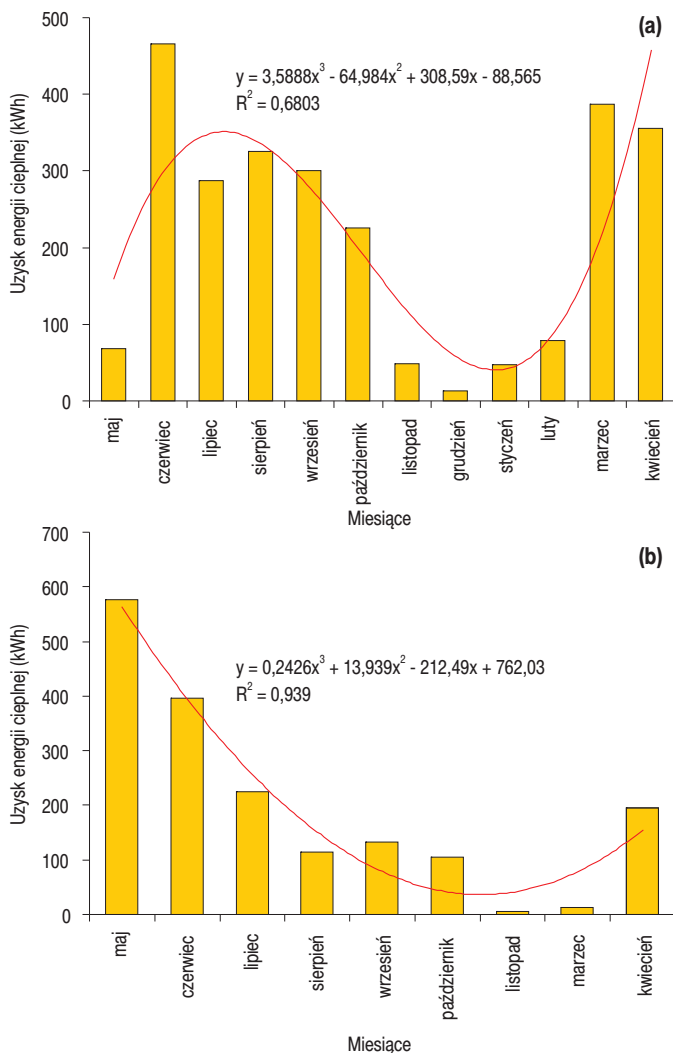 (a)
500
400
300
200
100
0
Uzysk energii cieplnej (kWh)
y = 3,5888x³ - 64,984x² + 308,59x - 88,565
R² = 0,6803
maj
czerwiec
lipiec
sierpień
wrzesień
październik
listopad
grudzień
styczeń
luty
marzec
kwiecień
Miesiące
(b)
700
600
500
400
300
200
100
0
Uzysk energii cieplnej (kWh)
y = 0,2426x³ + 13,939x² - 212,49x + 762,03
R² = 0,939
maj
czerwiec
lipiec
sierpień
wrzesień
październik
listopad
marzec
kwiecień
Miesiące